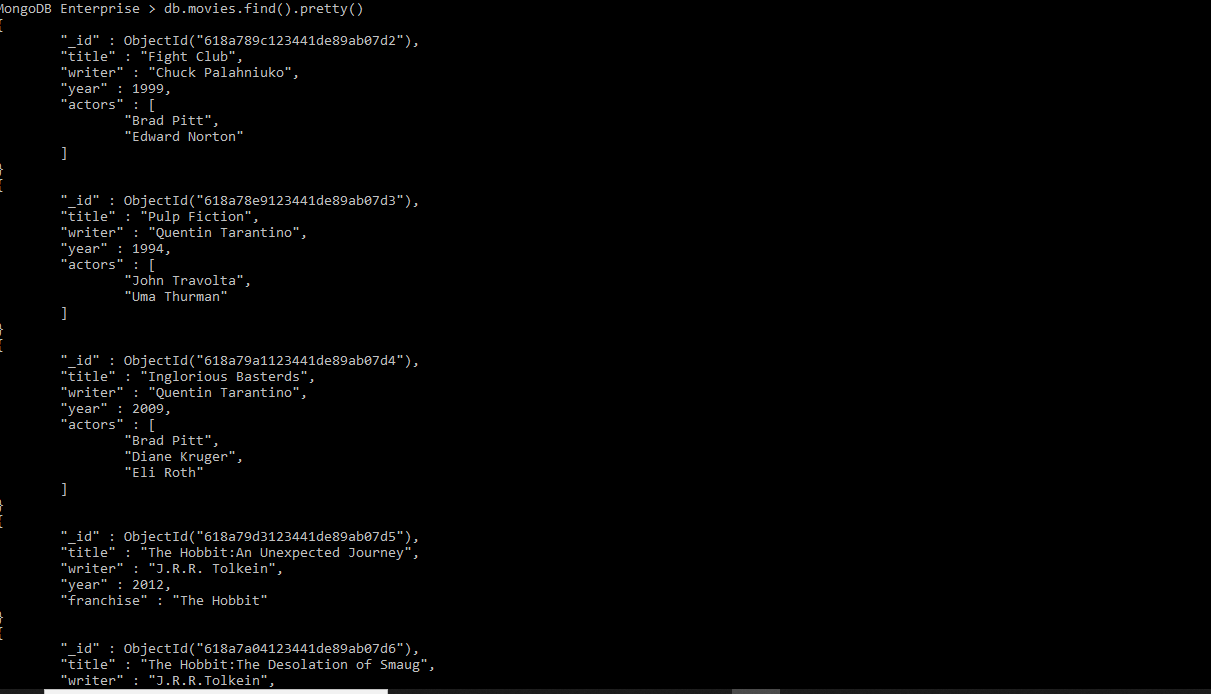 MongoDB Enterprise > db.movies.find().pretty()
{
"_id" : ObjectId("618a789c123441de89ab07d2"),
"title" : "Fight Club",
"writer" : "Chuck Palahniuko",
"year" : 1999,
"actors" : [
"Brad Pitt",
"Edward Norton"
]
}
{
"_id" : ObjectId("618a78e9123441de89ab07d3"),
"title" : "Pulp Fiction",
"writer" : "Quentin Tarantino",
"year" : 1994,
"actors" : [
"John Travolta",
"Uma Thurman"
]
}
{
"_id" : ObjectId("618a79a1123441de89ab07d4"),
"title" : "Inglorious Basterds",
"writer" : "Quentin Tarantino",
"year" : 2009,
"actors" : [
"Brad Pitt",
"Diane Kruger",
"Eli Roth"
]
}
{
"_id" : ObjectId("618a79d3123441de89ab07d5"),
"title" : "The Hobbit:An Unexpected Journey",
"writer" : "J.R.R. Tolkein",
"year" : 2012,
"franchise" : "The Hobbit"
}
{
"_id" : ObjectId("618a7a04123441de89ab07d6"),
"title" : "The Hobbit:The Desolation of Smaug",
"writer" : "J.R.R.Tolkein",